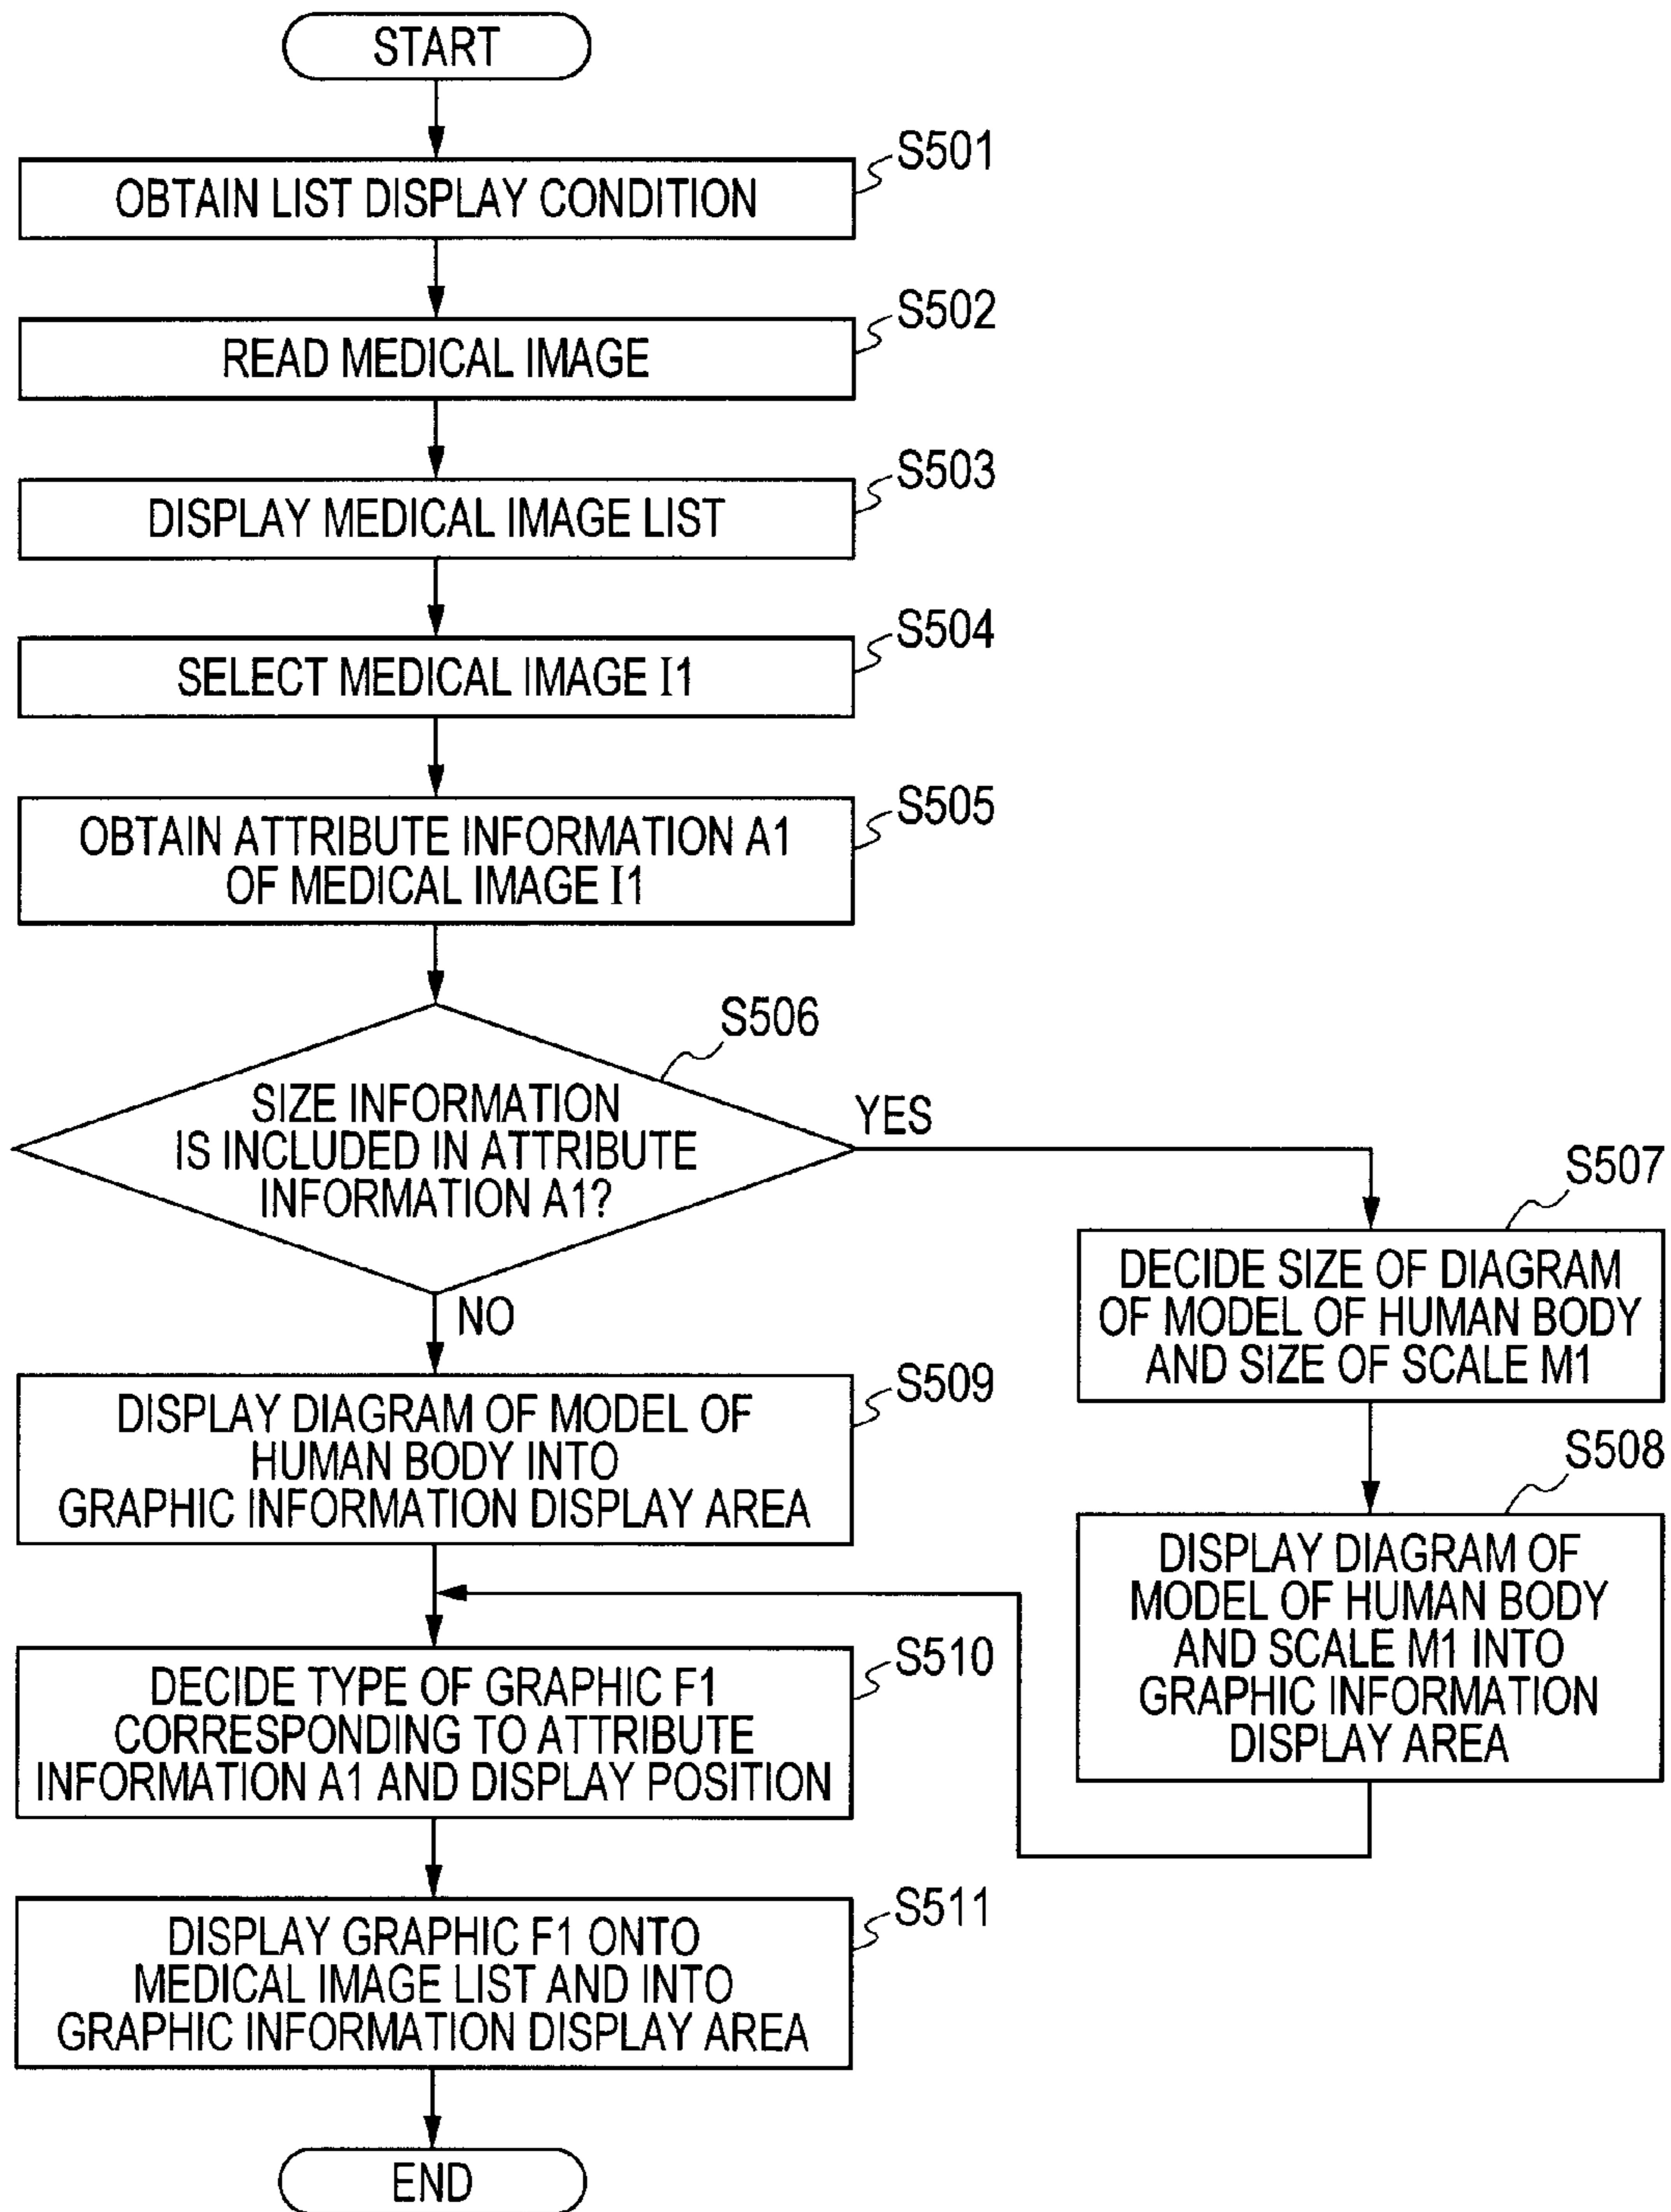 START
S501
OBTAIN LIST DISPLAY CONDITION
S502
READ MEDICAL IMAGE
S503
DISPLAY MEDICAL IMAGE LIST
S504
SELECT MEDICAL IMAGE I1
S505
OBTAIN ATTRIBUTE INFORMATION A1
OF MEDICAL IMAGE I1
S506
SIZE INFORMATION
IS INCLUDED IN ATTRIBUTE
INFORMATION A1?
YES
NO
S507
DECIDE SIZE OF DIAGRAM
OF MODEL OF HUMAN BODY
AND SIZE OF SCALE M1
S508
DISPLAY DIAGRAM OF
MODEL OF HUMAN BODY
AND SCALE M1 INTO
GRAPHIC INFORMATION
DISPLAY AREA
S509
DISPLAY DIAGRAM OF MODEL OF
HUMAN BODY INTO
GRAPHIC INFORMATION DISPLAY AREA
S510
DECIDE TYPE OF GRAPHIC F1
CORRESPONDING TO ATTRIBUTE
INFORMATION A1 AND DISPLAY POSITION
S511
DISPLAY GRAPHIC F1 ONTO
MEDICAL IMAGE LIST AND INTO
GRAPHIC INFORMATION DISPLAY AREA
END